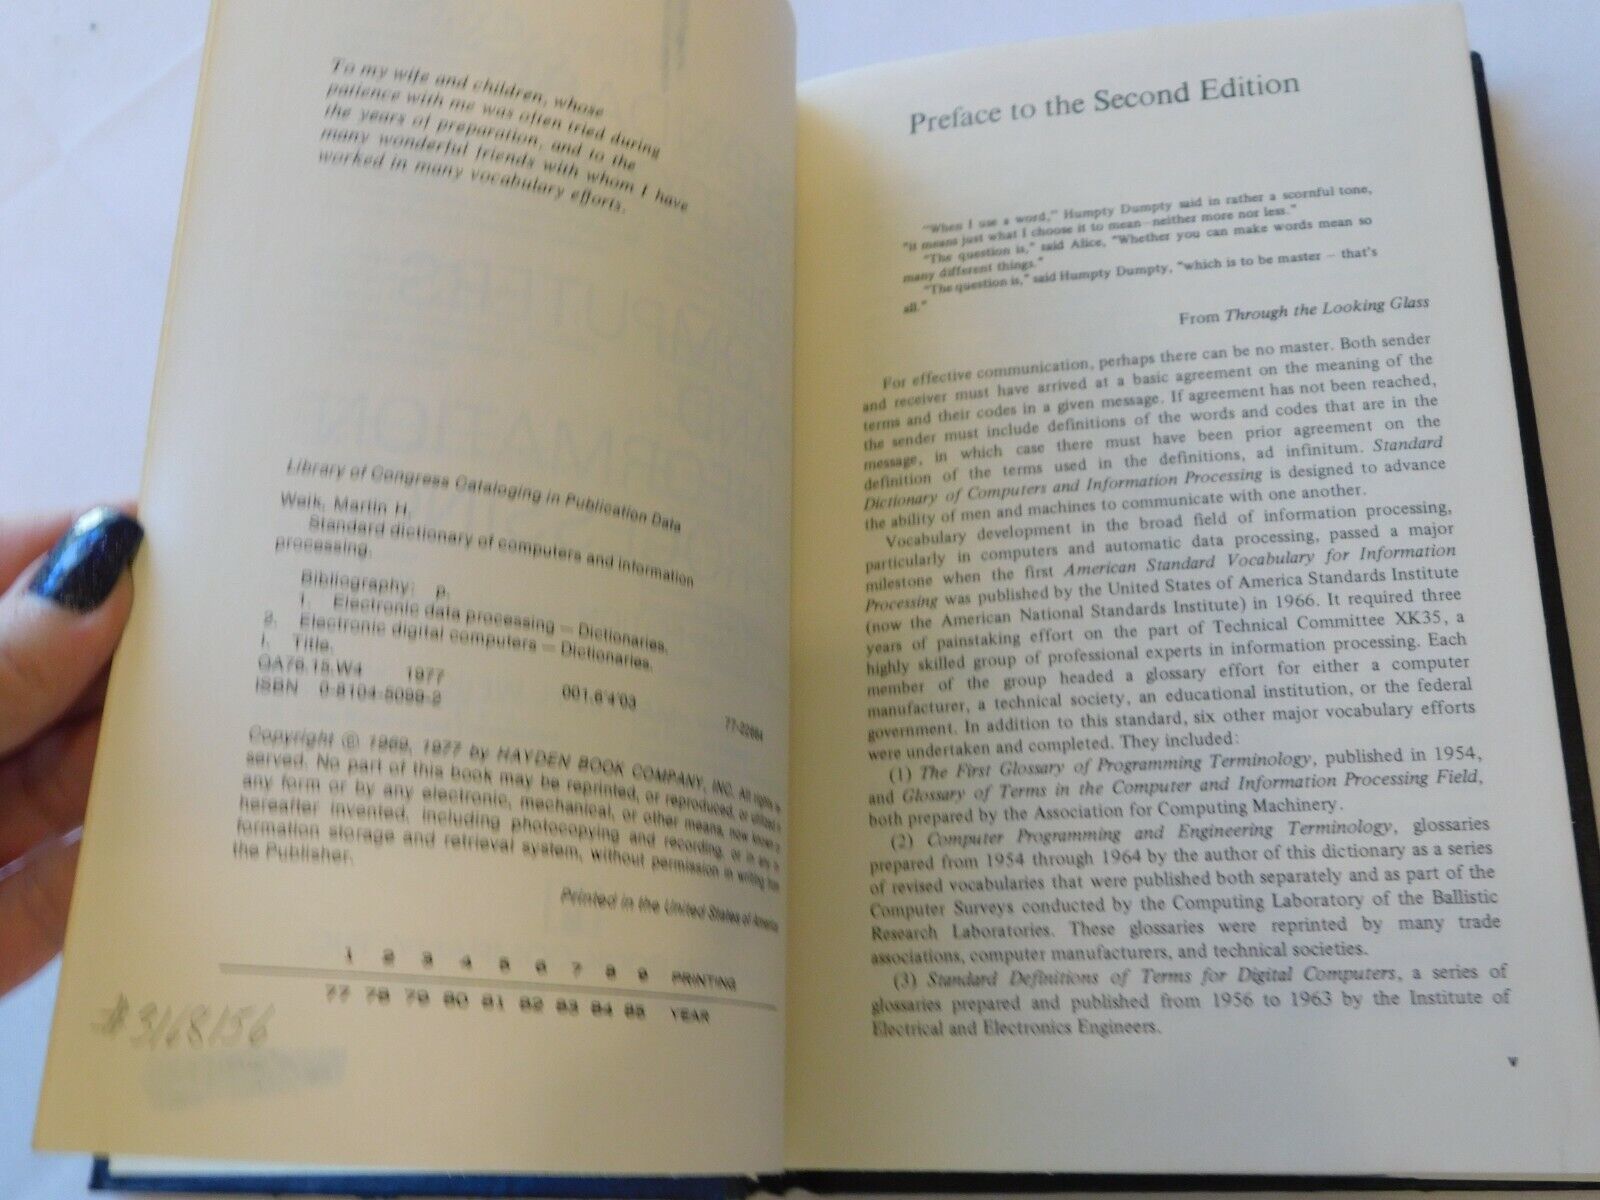 To my wife and children, whose
patience with me was often tried during
the years of preparation, and to the
many wonderful friends with whom I have
worked in many vocabulary efforts.
Library of Congress Cataloging in Publication Data
Weik, Martin H.
Standard dictionary of computers and information
processing.
Bibliography: p.
1. Electronic data processing — Dictionaries.
2. Electronic digital computers — Dictionaries.
I. Title.
QA76.15.W4 1977 001.6'4'03
ISBN 0-8104-5099-2 77-22664
Copyright © 1969, 1977 by HAYDEN BOOK COMPANY, INC. All rights re-
served. No part of this book may be reprinted, or reproduced, or utilized in
any form or by any electronic, mechanical, or other means, now known or
hereafter invented, including photocopying and recording, or in any in-
formation storage and retrieval system, without permission in writing from
the Publisher.
Printed in the United States of America
1 2 3 4 5 6 7 8 9 PRINTING
77 78 79 80 81 82 83 84 85 YEAR
#3168156
Preface to the Second Edition
"When I use a word," Humpty Dumpty said in rather a scornful tone,
"it means just what I choose it to mean—neither more nor less."
"The question is," said Alice, "Whether you can make words mean so
many different things."
"The question is," said Humpty Dumpty, "which is to be master – that's
all."
From Through the Looking Glass
For effective communication, perhaps there can be no master. Both sender
and receiver must have arrived at a basic agreement on the meaning of the
terms and their codes in a given message. If agreement has not been reached,
the sender must include definitions of the words and codes that are in the
message, in which case there must have been prior agreement on the
definition of the terms used in the definitions, ad infinitum. Standard
Dictionary of Computers and Information Processing is designed to advance
the ability of men and machines to communicate with one another.
Vocabulary development in the broad field of information processing,
particularly in computers and automatic data processing, passed a major
milestone when the first American Standard Vocabulary for Information
Processing was published by the United States of America Standards Institute
(now the American National Standards Institute) in 1966. It required three
years of painstaking effort on the part of Technical Committee XK35, a
highly skilled group of professional experts in information processing. Each
member of the group headed a glossary effort for either a computer
manufacturer, a technical society, an educational institution, or the federal
government. In addition to this standard, six other major vocabulary efforts
were undertaken and completed. They included:
(1) The First Glossary of Programming Terminology, published in 1954,
and Glossary of Terms in the Computer and Information Processing Field,
both prepared by the Association for Computing Machinery.
(2) Computer Programming and Engineering Terminology, glossaries
prepared from 1954 through 1964 by the author of this dictionary as a series
of revised vocabularies that were published both separately and as part of the
Computer Surveys conducted by the Computing Laboratory of the Ballistic
Research Laboratories. These glossaries were reprinted by many trade
associations, computer manufacturers, and technical societies.
(3) Standard Definitions of Terms for Digital Computers, a series of
glossaries prepared and published from 1956 to 1963 by the Institute of
Electrical and Electronics Engineers.
v